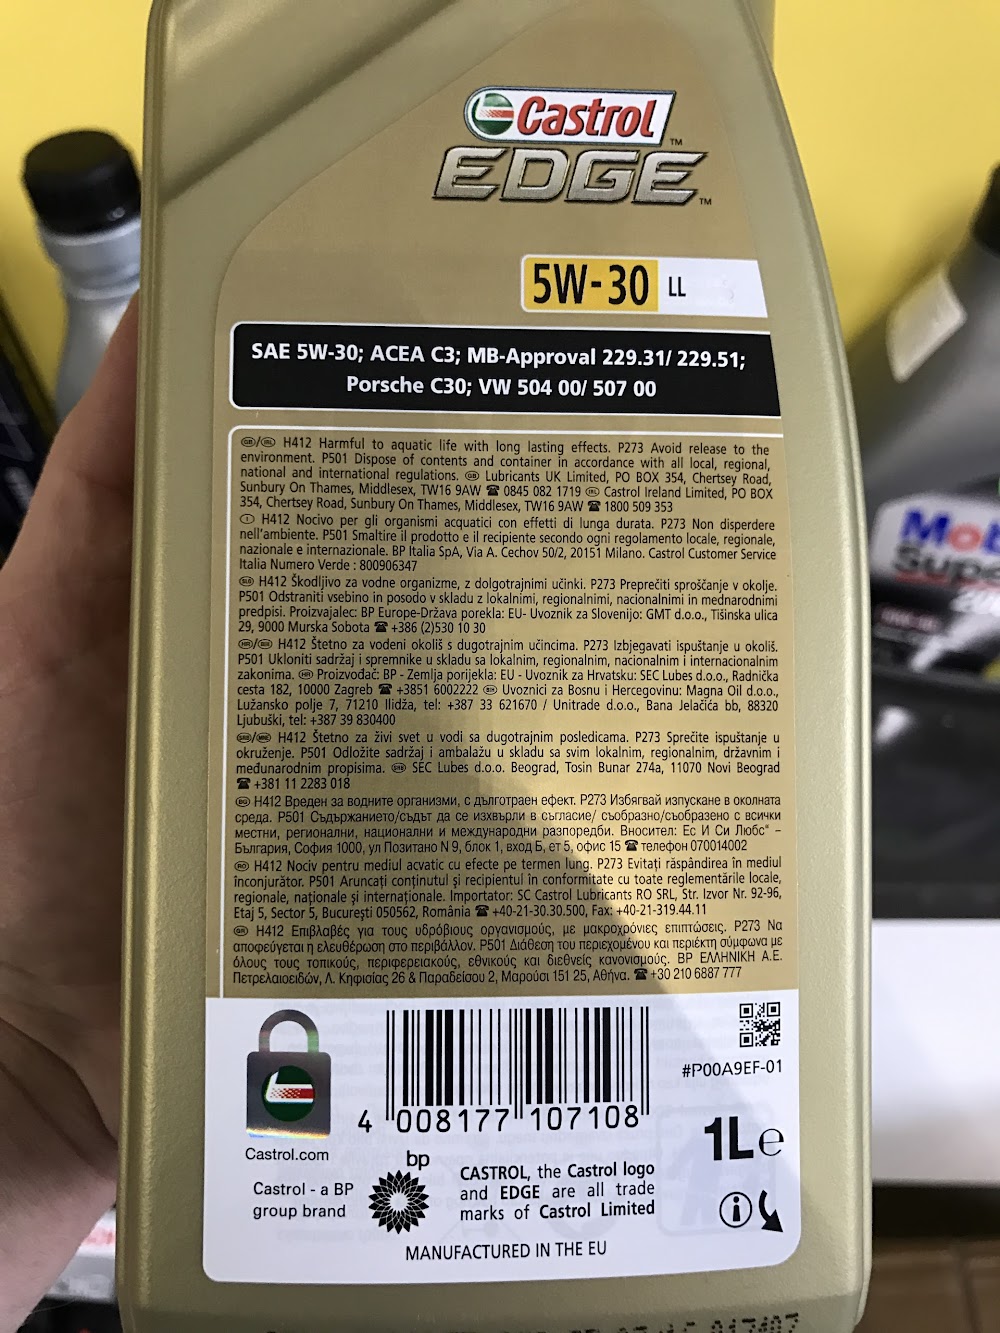 Castrol
EDGE™
5W-30 LL
SAE 5W-30; ACEA C3; MB-Approval 229.31/ 229.51;
Porsche C30; VW 504 00/ 507 00
GB/IRL H412 Harmful to aquatic life with long lasting effects. P273 Avoid release to the
environment. P501 Dispose of contents and container in accordance with all local, regional,
national and international regulations. GB Lubricants UK Limited, PO BOX 354, Chertsey Road,
Sunbury On Thames, Middlesex, TW16 9AW ☎ 0845 082 1719 IRL Castrol Ireland Limited, PO BOX
354, Chertsey Road, Sunbury On Thames, Middlesex, TW16 9AW ☎ 1800 509 353
I H412 Nocivo per gli organismi acquatici con effetti di lunga durata. P273 Non disperdere
nell'ambiente. P501 Smaltire il prodotto e il recipiente secondo ogni regolamento locale, regionale,
nazionale e internazionale. BP Italia SpA, Via A. Cechov 50/2, 20151 Milano. Castrol Customer Service
Italia Numero Verde : 800906347
SLO H412 Škodljivo za vodne organizme, z dolgotrajnimi učinki. P273 Preprečiti sproščanje v okolje.
P501 Odstraniti vsebino in posodo v skladu z lokalnimi, regionalnimi, nacionalnimi in mednarodnimi
predpisi. Proizvajalec: BP Europe-Država porekla: EU- Uvoznik za Slovenijo: GMT d.o.o., Tišinska ulica
29, 9000 Murska Sobota ☎ +386 (2)530 10 30
HR/BIH H412 Štetno za vodeni okoliš s dugotrajnim učincima. P273 Izbjegavati ispuštanje u okoliš.
P501 Ukloniti sadržaj i spremnike u skladu sa lokalnim, regionalnim, nacionalnim i internacionalnim
zakonima. HR Proizvođač: BP - Zemlja porijekla: EU - Uvoznik za Hrvatsku: SEC Lubes d.o.o., Radnička
cesta 182, 10000 Zagreb ☎ +3851 6002222 BIH Uvoznici za Bosnu i Hercegovinu: Magna Oil d.o.o.,
Lužansko polje 7, 71210 Ilidža, tel: +387 33 621670 / Unitrade d.o.o., Bana Jelačića bb, 88320
Ljubuški, tel: +387 39 830400
SRB/MNE H412 Štetno za živi svet u vodi sa dugotrajnim posledicama. P273 Sprečite ispuštanje u
okruženje. P501 Odložite sadržaj i ambalažu u skladu sa svim lokalnim, regionalnim, državnim i
međunarodnim propisima. SRB SEC Lubes d.o.o. Beograd, Tosin Bunar 274a, 11070 Novi Beograd
☎ +381 11 2283 018
BG H412 Вреден за водните организми, с дълготраен ефект. P273 Избягвай изпускане в околната
среда. P501 Съдържанието/съдът да се изхвърли в съгласие/ съобразно/съобразено с всички
местни, регионални, национални и международни разпоредби. Вносител: Ес И Си Любс" –
България, София 1000, ул Позитано N 9, блок 1, вход Б, ет 5, офис 15 ☎ телефон 070014002
RO H412 Nociv pentru mediul acvatic cu efecte pe termen lung. P273 Evitați răspândirea în mediul
înconjurător. P501 Aruncați conținutul și recipientul în conformitate cu toate reglementările locale,
regionale, naționale și internaționale. Importator: SC Castrol Lubricants RO SRL, Str. Izvor Nr. 92-96,
Etaj 5, Sector 5, București 050562, România ☎ +40-21-30.30.500, Fax: +40-21-319.44.11
GR H412 Επιβλαβές για τους υδρόβιους οργανισμούς, με μακροχρόνιες επιπτώσεις. P273 Να
αποφεύγεται η ελευθέρωση στο περιβάλλον. P501 Διάθεση του περιεχομένου και περιέκτη σύμφωνα με
όλους τους τοπικούς, περιφερειακούς, εθνικούς και διεθνείς κανονισμούς. BP ΕΛΛΗΝΙΚΗ Α.Ε.
Πετρελαιοειδών, Λ. Κηφισίας 26 & Παραδείσου 2, Μαρούσι 151 25, Αθήνα. ☎ +30 210 6887 777
#P00A9EF-01
4 008177 107108
1L e
Castrol.com
bp
Castrol - a BP
group brand
CASTROL, the Castrol logo
and EDGE are all trade
marks of Castrol Limited
MANUFACTURED IN THE EU
Mob
Supe